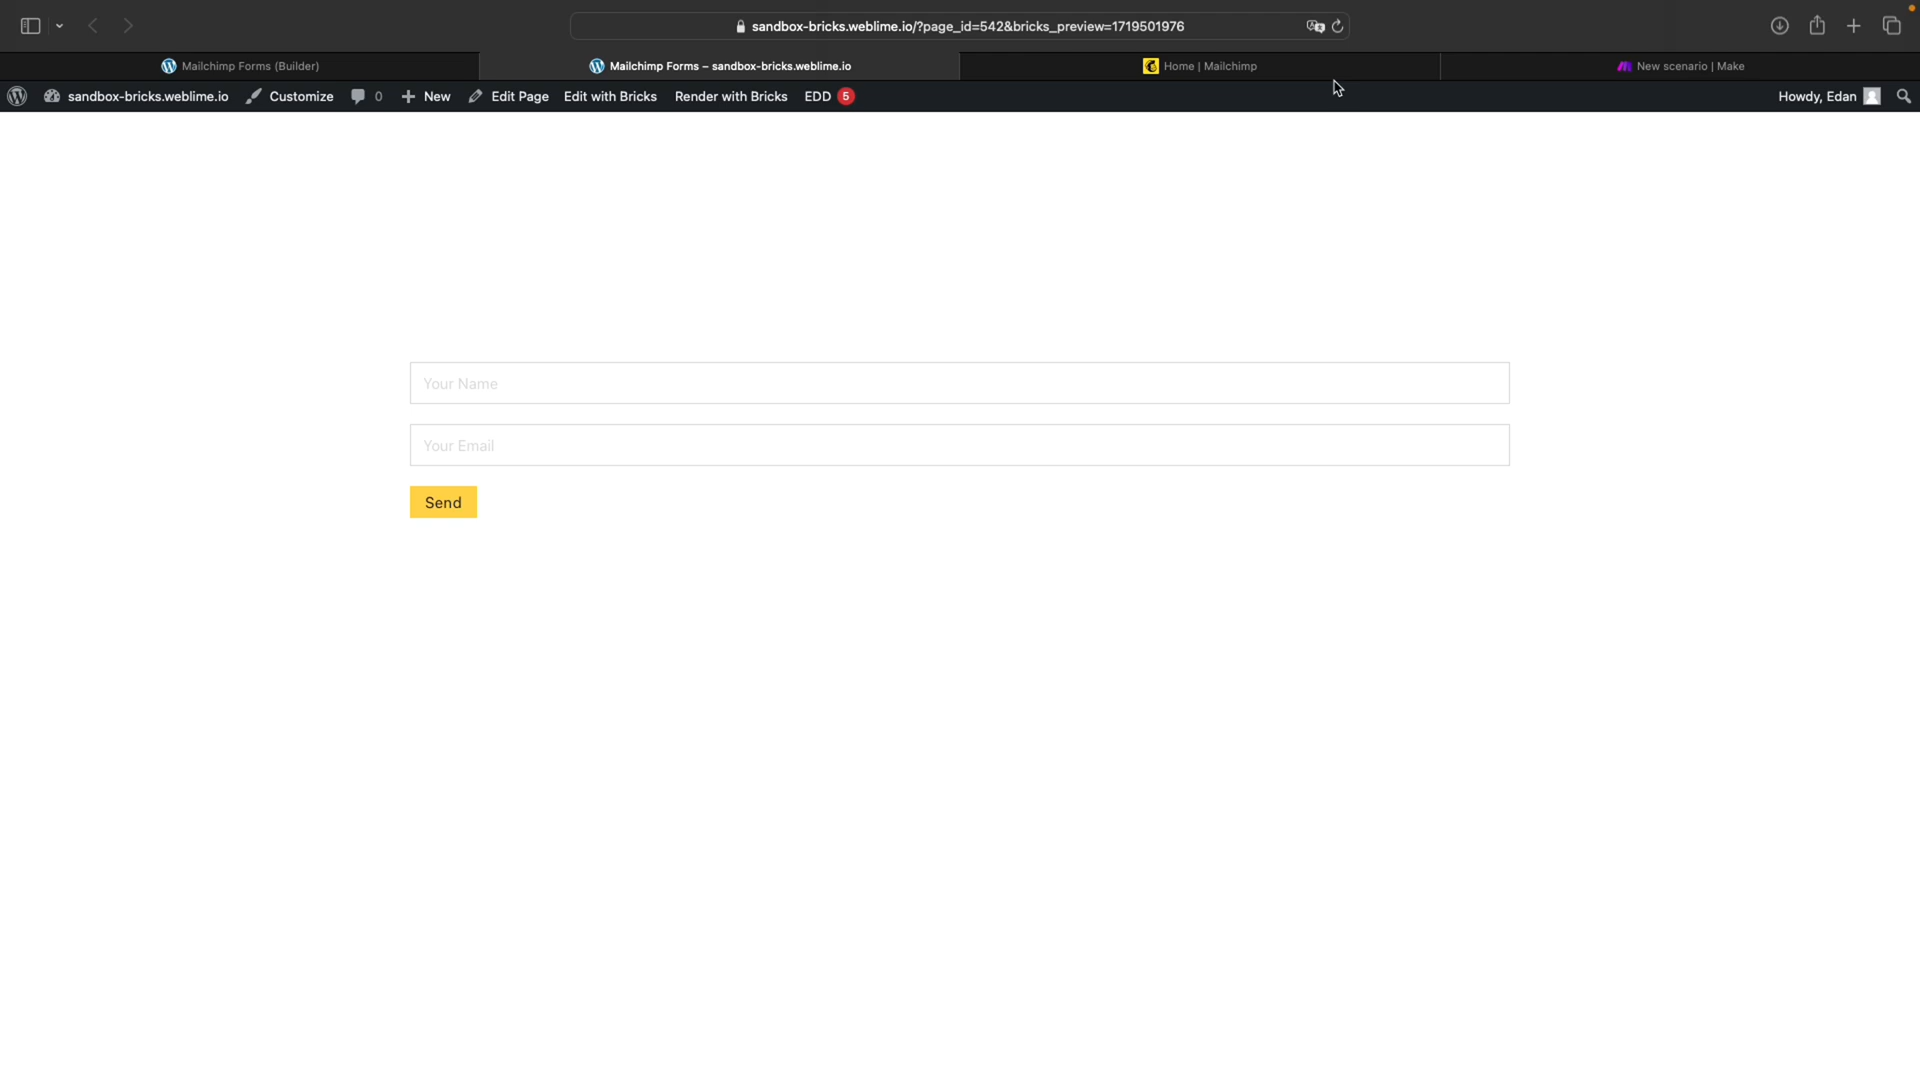 sandbox-bricks.weblime.io/?page_id=542&bricks_preview=1719501976
Mailchimp Forms (Builder)
Mailchimp Forms – sandbox-bricks.weblime.io
Home | Mailchimp
New scenario | Make
sandbox-bricks.weblime.io
Customize
0
New
Edit Page
Edit with Bricks
Render with Bricks
EDD 5
Howdy, Edan
Your Name
Your Email
Send